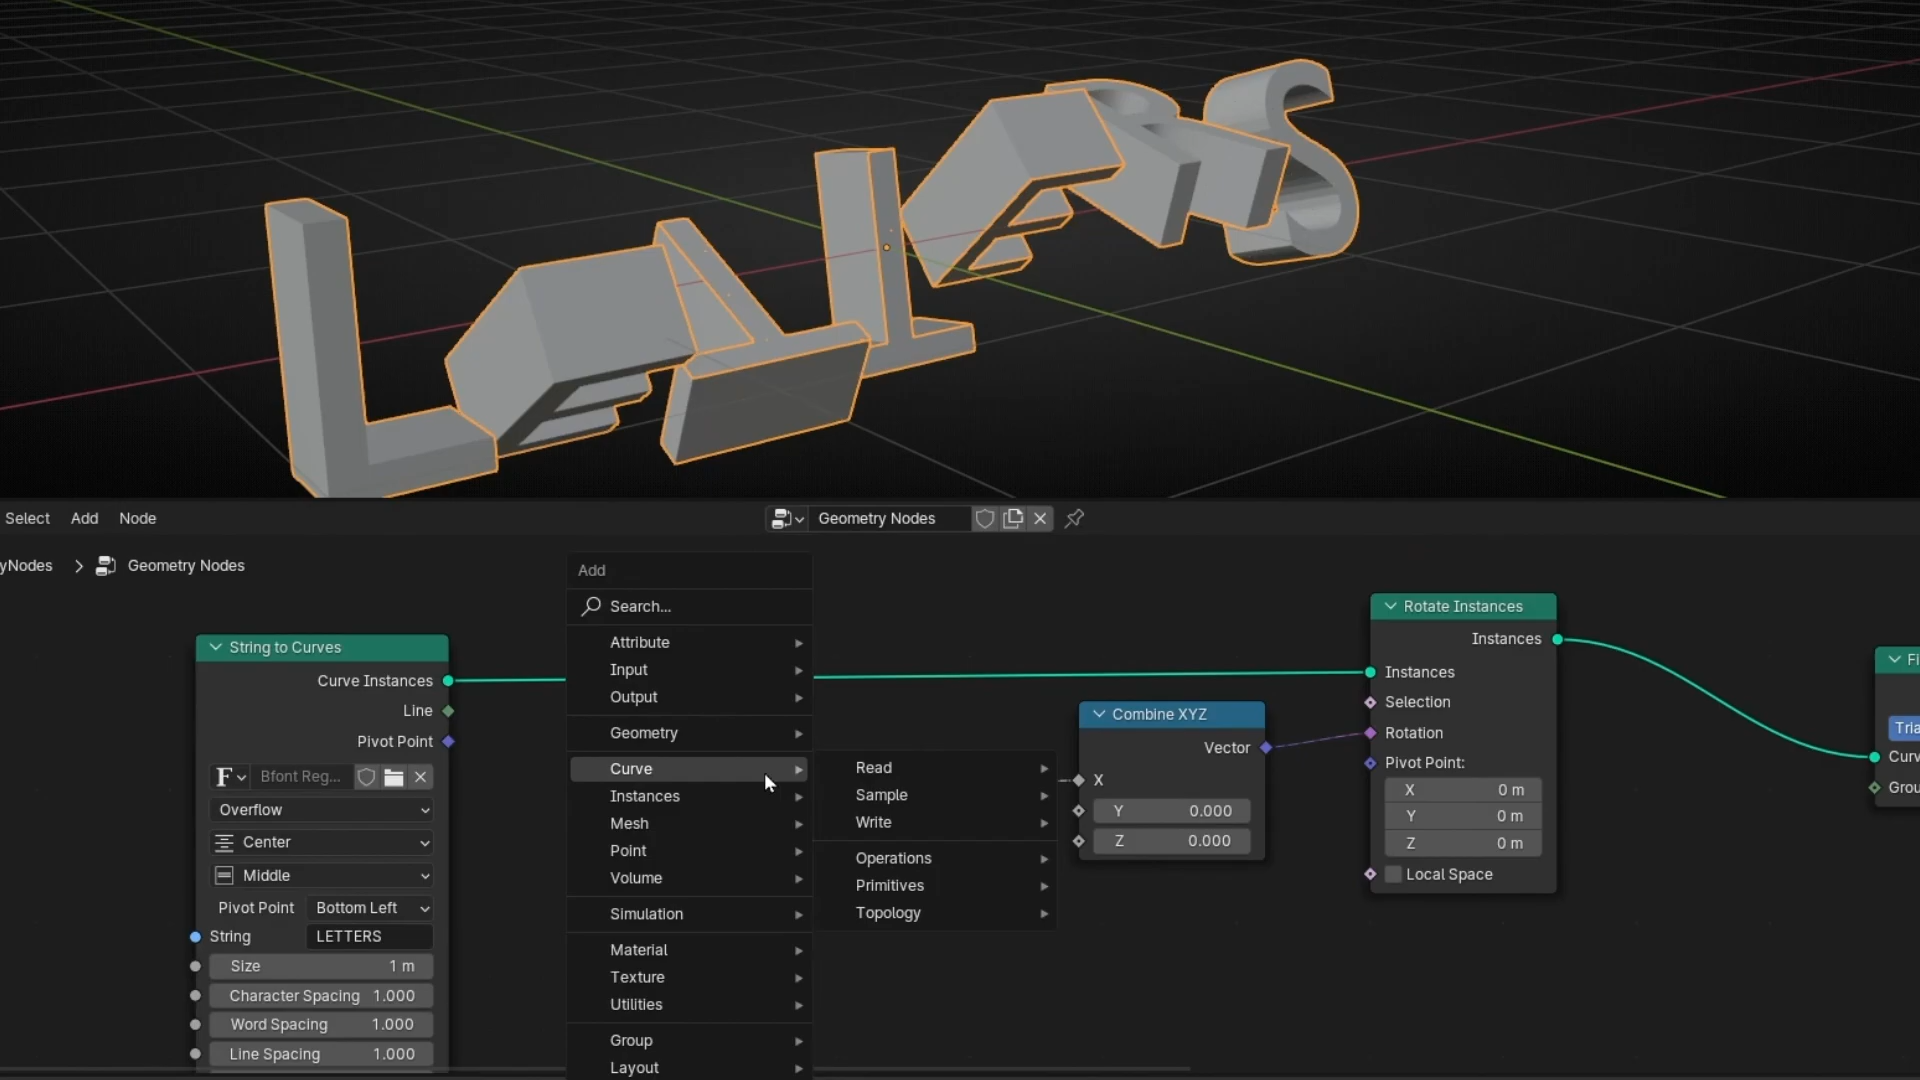 LETTERS
Select Add Node
Geometry Nodes
yNodes > Geometry Nodes
String to Curves
Curve Instances
Line
Pivot Point
F Bfont Reg...
Overflow
Center
Middle
Pivot Point Bottom Left
String LETTERS
Size 1 m
Character Spacing 1.000
Word Spacing 1.000
Line Spacing 1.000
Add
Search...
Attribute
Input
Output
Geometry
Curve
Instances
Mesh
Point
Volume
Simulation
Material
Texture
Utilities
Group
Layout
Read
Sample
Write
Operations
Primitives
Topology
Combine XYZ
Vector
X
Y 0.000
Z 0.000
Rotate Instances
Instances
Instances
Selection
Rotation
Pivot Point:
X 0 m
Y 0 m
Z 0 m
Local Space
Fi
Tria
Curv
Grou